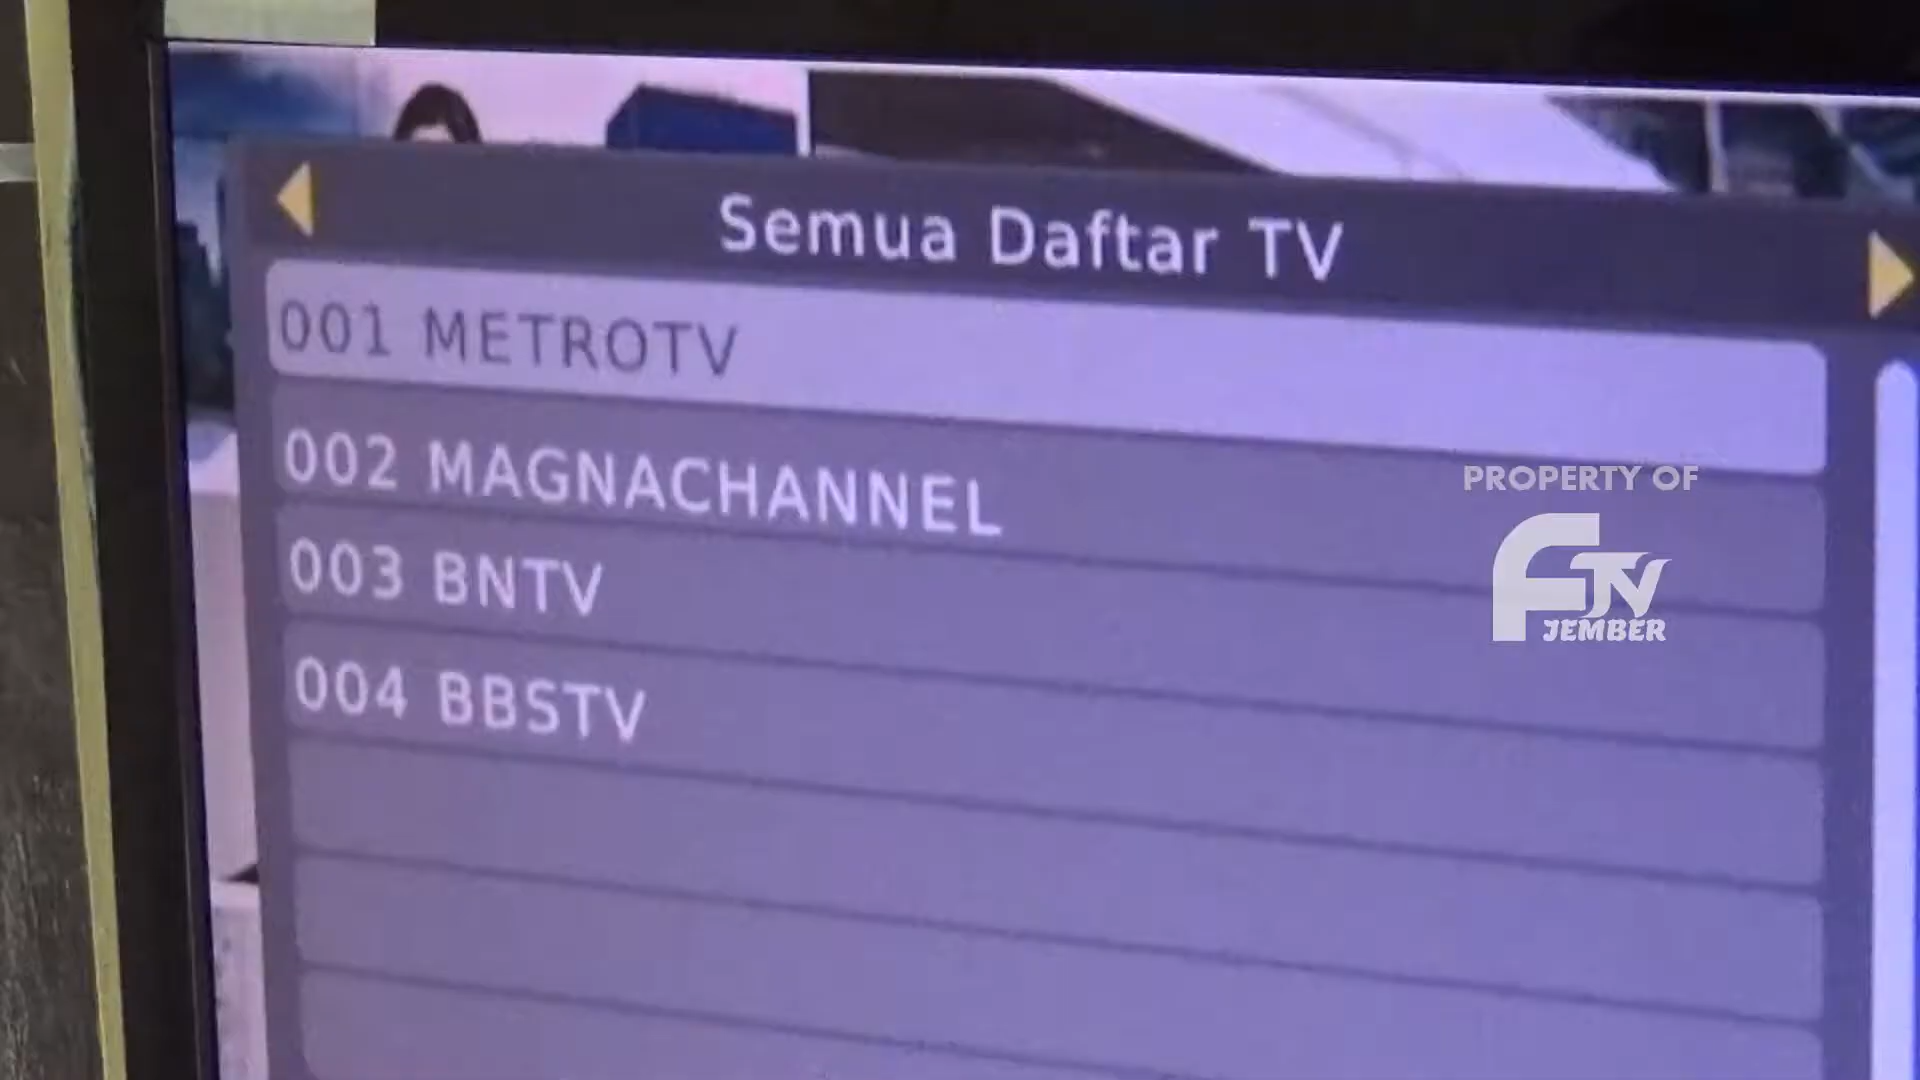 Semua Daftar TV
001 METROTV
002 MAGNACHANNEL
003 BNTV
004 BBSTV
PROPERTY OF
FTV
JEMBER